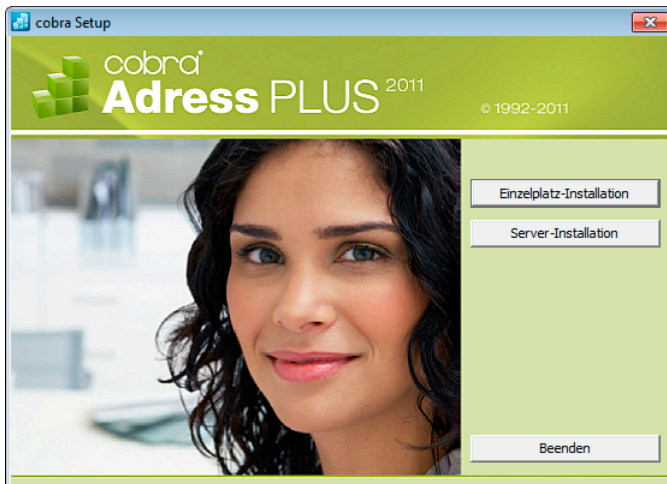 cobra Setup
cobra
Adress PLUS 2011
© 1992-2011
Einzelplatz-Installation
Server-Installation
Beenden